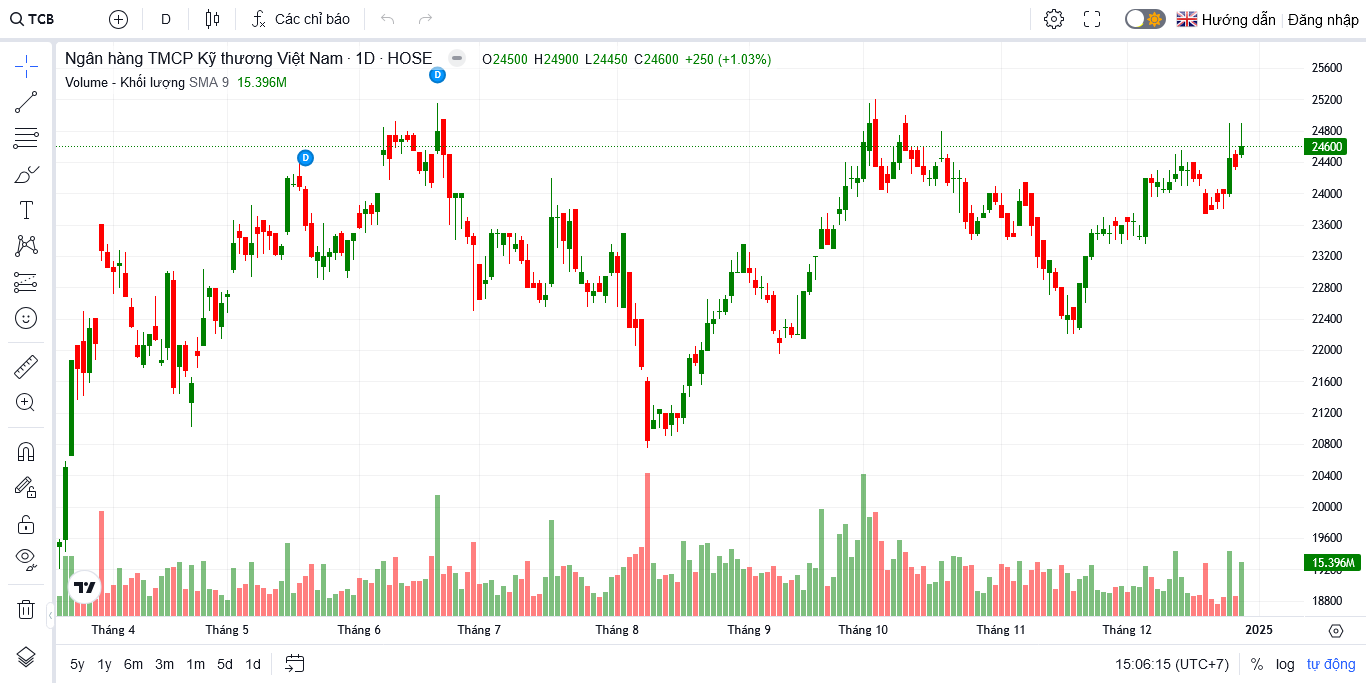 TCB D Các chỉ báo Hướng dẫn Đăng nhập
Ngân hàng TMCP Kỹ thương Việt Nam · 1D · HOSE O24500 H24900 L24450 C24600 +250 (+1.03%)
D
Volume - Khối lượng SMA 9 15.396M
D
25600
25200
24800
24600
24400
24000
23600
23200
22800
22400
22000
21600
21200
20800
20400
20000
19600
15.396M
18800
Tháng 4 Tháng 5 Tháng 6 Tháng 7 Tháng 8 Tháng 9 Tháng 10 Tháng 11 Tháng 12 2025
5y 1y 6m 3m 1m 5d 1d 15:06:15 (UTC+7) % log tự động